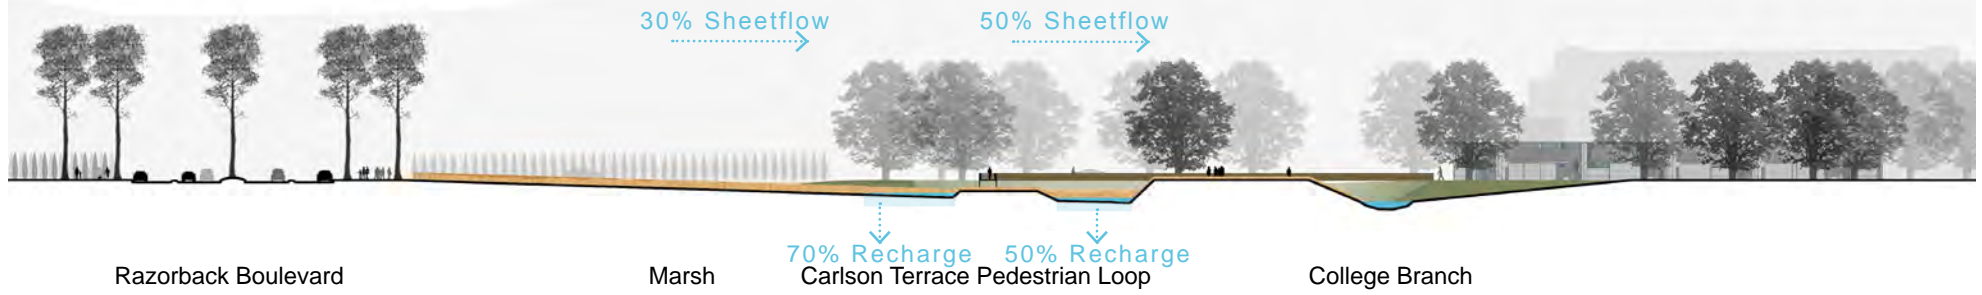 30% Sheetflow
50% Sheetflow
70% Recharge
50% Recharge
Razorback Boulevard
Marsh
Carlson Terrace Pedestrian Loop
College Branch